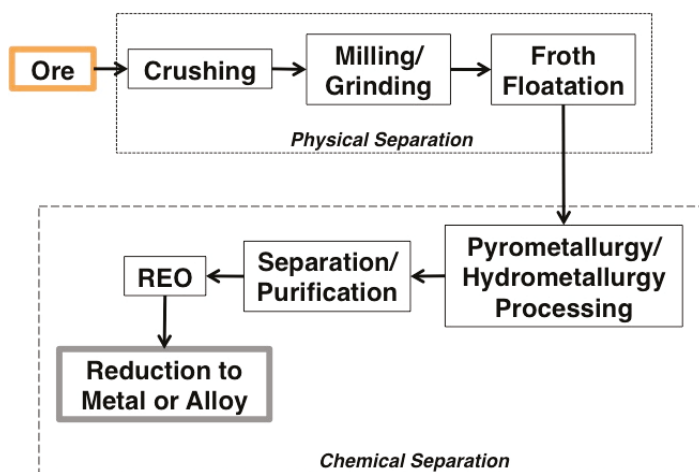 Ore
Crushing
Milling/
Grinding
Froth
Floatation
Physical Separation
Pyrometallurgy/
Hydrometallurgy
Processing
Separation/
Purification
REO
Reduction to
Metal or Alloy
Chemical Separation